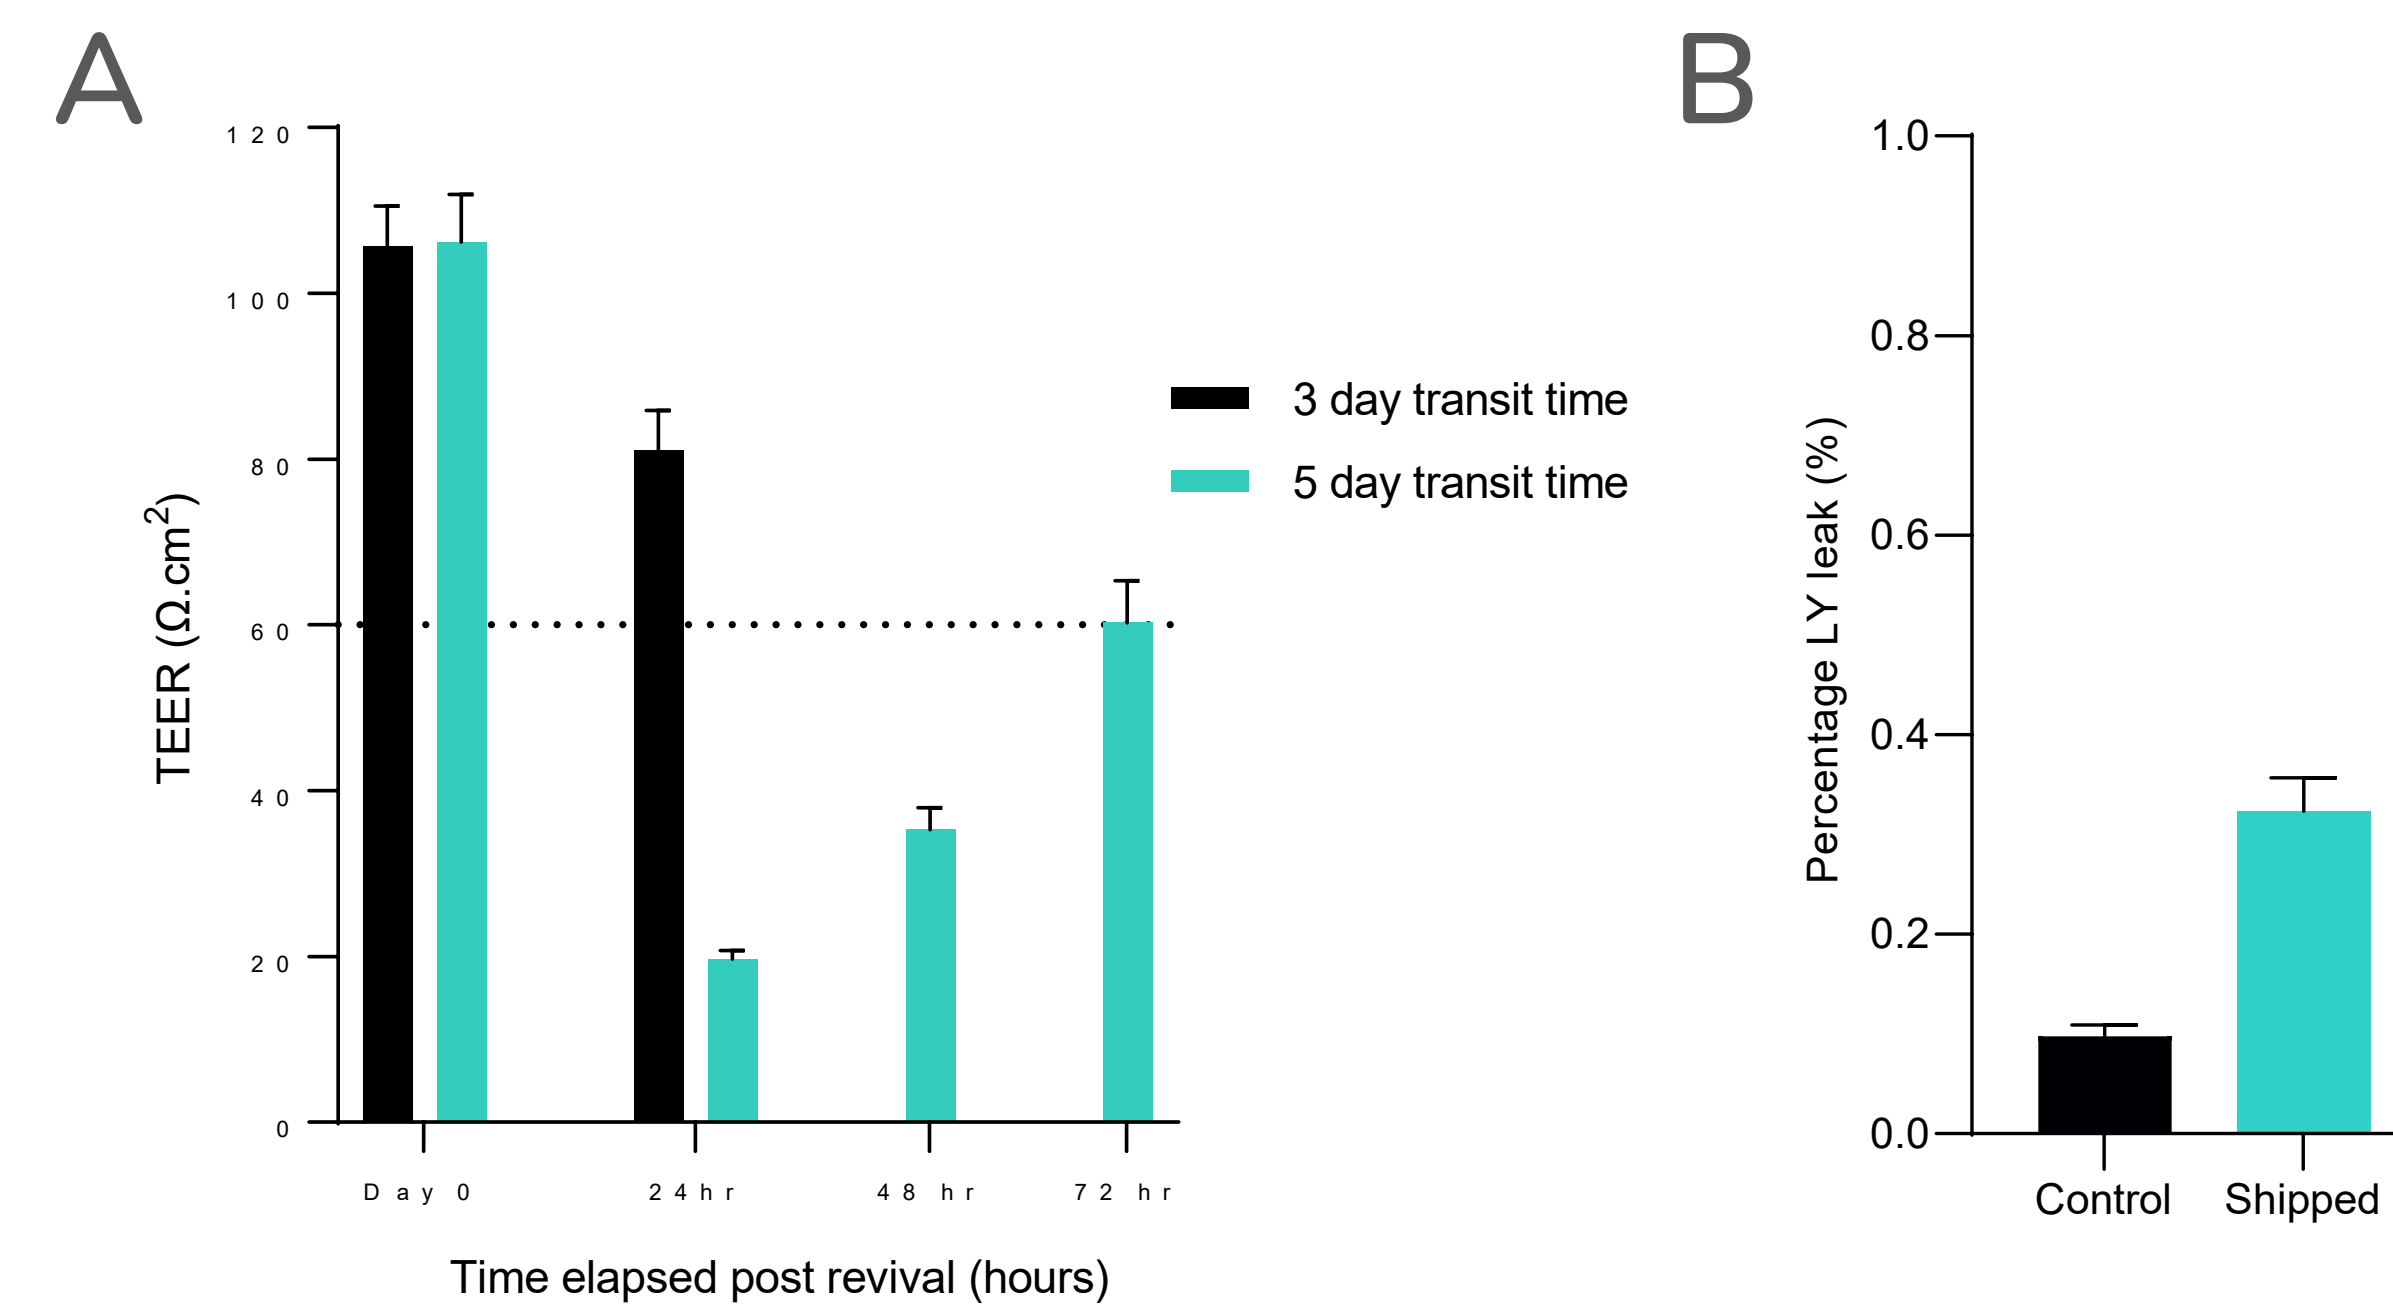 A
120
100
80
60
40
20
0
TEER (Ω.cm²)
Day 0
24hr
48 hr
72 hr
Time elapsed post revival (hours)
3 day transit time
5 day transit time
B
1.0
0.8
0.6
0.4
0.2
0.0
Percentage LY leak (%)
Control
Shipped